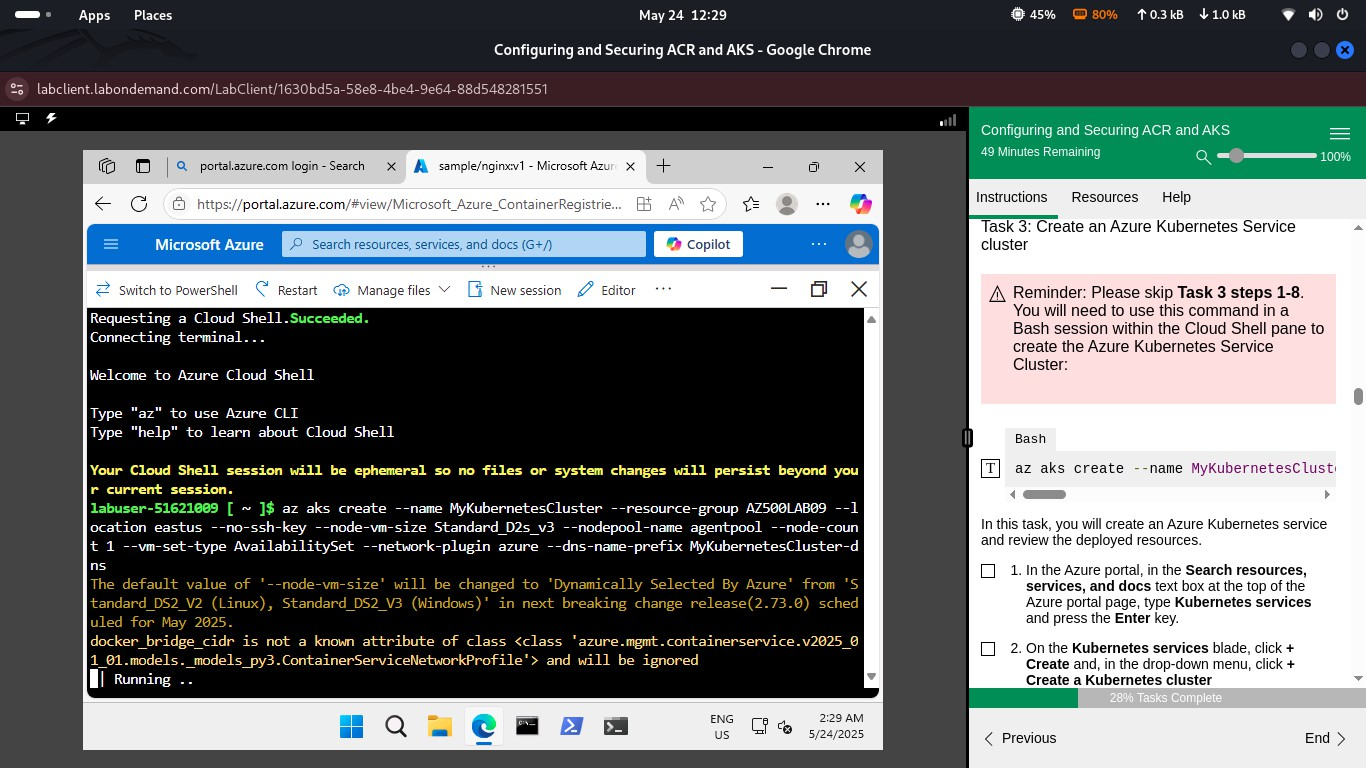 Apps Places May 24 12:29 45% 80% 0.3 kB 1.0 kB
Configuring and Securing ACR and AKS - Google Chrome
labclient.labondemand.com/LabClient/1630bd5a-58e8-4be4-9e64-88d548281551
portal.azure.com login - Search
sample/nginx:v1 - Microsoft Azur
https://portal.azure.com/#view/Microsoft_Azure_ContainerRegistrie...
Microsoft Azure
Search resources, services, and docs (G+/)
Copilot
Switch to PowerShell Restart Manage files New session Editor
Requesting a Cloud Shell.Succeeded.
Connecting terminal...
Welcome to Azure Cloud Shell
Type "az" to use Azure CLI
Type "help" to learn about Cloud Shell
Your Cloud Shell session will be ephemeral so no files or system changes will persist beyond you
r current session.
labuser-51621009 [ ~ ]$ az aks create --name MyKubernetesCluster --resource-group AZ500LAB09 --l
ocation eastus --no-ssh-key --node-vm-size Standard_D2s_v3 --nodepool-name agentpool --node-coun
t 1 --vm-set-type AvailabilitySet --network-plugin azure --dns-name-prefix MyKubernetesCluster-d
ns
The default value of '--node-vm-size' will be changed to 'Dynamically Selected By Azure' from 'S
tandard_DS2_V2 (Linux), Standard_DS2_V3 (Windows)' in next breaking change release(2.73.0) sched
uled for May 2025.
docker_bridge_cidr is not a known attribute of class <class 'azure.mgmt.containerservice.v2025_0
1_01.models._models_py3.ContainerServiceNetworkProfile'> and will be ignored
| Running ..
ENG
US
2:29 AM
5/24/2025
Configuring and Securing ACR and AKS
49 Minutes Remaining
100%
Instructions Resources Help
Task 3: Create an Azure Kubernetes Service
cluster
Reminder: Please skip Task 3 steps 1-8.
You will need to use this command in a
Bash session within the Cloud Shell pane to
create the Azure Kubernetes Service
Cluster:
Bash
T
az aks create --name MyKubernetesCluste
In this task, you will create an Azure Kubernetes service
and review the deployed resources.
1. In the Azure portal, in the Search resources,
services, and docs text box at the top of the
Azure portal page, type Kubernetes services
and press the Enter key.
2. On the Kubernetes services blade, click +
Create and, in the drop-down menu, click +
Create a Kubernetes cluster
28% Tasks Complete
Previous
End